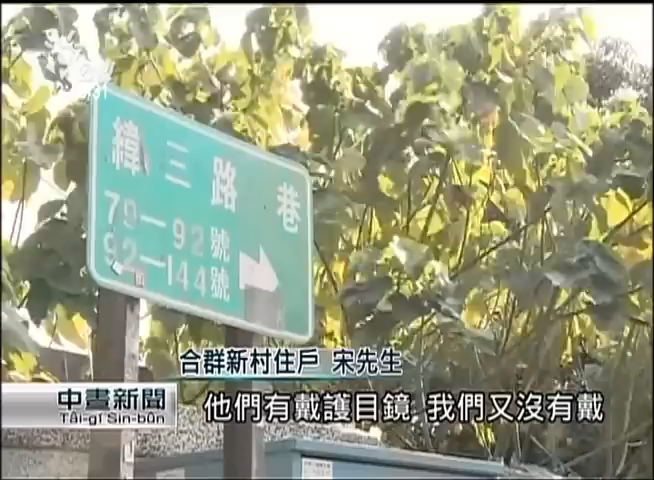 緯三路 巷
79—92號
92—144號
合群新村住戶 宋先生
中晝新聞
Tâi-gí Sin-bûn
他們有戴護目鏡 我們又沒有戴